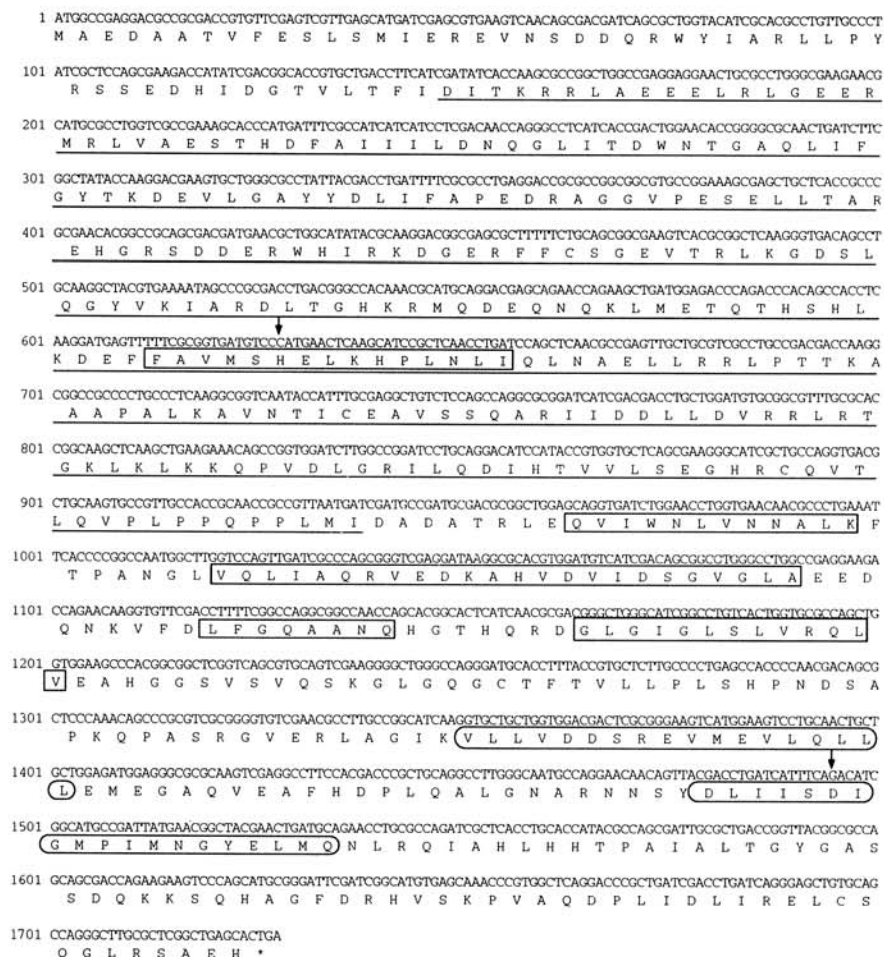 1 ATGGCCGAGGACGCCGCGACCGTGTTCGAGTCGTTGAGCATGATCGAGCGTGAAGTCAACAGCGACGATCAGCGCTGGTACATCGCACGCCTGTTGCCCT
M A E D A A T V F E S L S M I E R E V N S D D Q R W Y I A R L L P Y
101 ATCGCTCCAGCGAAGACCATATCGACGGCACCGTGCTGACCTTCATCGATATCACCAAGCGCCGGCTGGCCGAGGAGGAACTGCGCCTGGGCGAAGAACG
R S S E D H I D G T V L T F I D I T K R R L A E E E L R L G E E R
201 CATGCGCCTGGTCGCCGAAAGCACCCATGATTTCGCCATCATCATCCTCGACAACCAGGGCCTCATCACCGACTGGAACACCGGGGCGCAACTGATCTTC
M R L V A E S T H D F A I I I L D N Q G L I T D W N T G A Q L I F
301 GGCTATACCAAGGACGAAGTGCTGGGCGCCTATTACGACCTGATTTTCGCGCCTGAGGACCGCGCCGGCGGCGTGCCGGAAAGCGAGCTGCTCACCGCCC
G Y T K D E V L G A Y Y D L I F A P E D R A G G V P E S E L L T A R
401 GCGAACACGGCCGCAGCGACGATGAACGCTGGCATATACGCAAGGACGGCGAGCGCTTTTTCTGCAGCGGCGAAGTCACGCGGCTCAAGGGTGACAGCCT
E H G R S D D E R W H I R K D G E R F F C S G E V T R L K G D S L
501 GCAAGGCTACGTGAAAATAGCCCGCGACCTGACGGGCCACAAACGCATGCAGGACGAGCAGAACCAGAAGCTGATGGAGACCCAGACCCACAGCCACCTC
Q G Y V K I A R D L T G H K R M Q D E Q N Q K L M E T Q T H S H L
601 AAGGATGAGTTTTTCGCGGTGATGTCCCATGAACTCAAGCATCCGCTCAACCTGATCCAGCTCAACGCCGAGTTGCTGCGTCGCCTGCCGACGACCAAGG
K D E F F A V M S H E L K H P L N L I Q L N A E L L R R L P T T K A
701 CGGCCGCCCCTGCCCTCAAGGCGGTCAATACCATTTGCGAGGCTGTCTCCAGCCAGGCGCGGATCATCGACGACCTGCTGGATGTGCGGCGTTTGCGCAC
A A P A L K A V N T I C E A V S S Q A R I I D D L L D V R R L R T
801 CGGCAAGCTCAAGCTGAAGAAACAGCCGGTGGATCTTGGCCGGATCCTGCAGGACATCCATACCGTGGTGCTCAGCGAAGGGCATCGCTGCCAGGTGACG
G K L K L K K Q P V D L G R I L Q D I H T V V L S E G H R C Q V T
901 CTGCAAGTGCCGTTGCCACCGCAACCGCCGTTAATGATCGATGCCGATGCGACGCGGCTGGAGCAGGTGATCTGGAACCTGGTGAACAACGCCCTGAAAT
L Q V P L P P Q P P L M I D A D A T R L E Q V I W N L V N N A L K F
1001 TCACCCCGGCCAATGGCTTGGTCCAGTTGATCGCCCAGCGGGTCGAGGATAAGGCGCACGTGGATGTCATCGACAGCGGCGTGGGCCTGGCCGAGGAAGA
T P A N G L V Q L I A Q R V E D K A H V D V I D S G V G L A E E D
1101 CCAGAACAAGGTGTTCGACCTTTTCGGCCAGGCGGCCAACCAGCACGGCACTCATCAACGCGACGGGCTGGGCATCGGCCTGTCACTGGTGCGCCAGCTG
Q N K V F D L F G Q A A N Q H G T H Q R D G L G I G L S L V R Q L
1201 GTGGAAGCCCACGGCGGCTCGGTCAGCGTGCAGTCGAAGGGGCTGGGCCAGGGATGCACCTTTACCGTGCTCTTGCCCCTGAGCCACCCCAACGACAGCG
V E A H G G S V S V Q S K G L G Q G C T F T V L L P L S H P N D S A
1301 CTCCCAAACAGCCCGCGTCGCGGGGTGTCGAACGCCTTGCCGGCATCAAGGTGCTGCTGGTGGACGACTCGCGGGAAGTCATGGAAGTCCTGCAACTGCT
P K Q P A S R G V E R L A G I K V L L V D D S R E V M E V L Q L L
1401 GCTGGAGATGGAGGGCGCGCAAGTCGAGGCCTTCCACGACCCGCTGCAGGCCTTGGGCAATGCCAGGAACAACAGTTACGACCTGATCATTTCAGACATC
L E M E G A Q V E A F H D P L Q A L G N A R N N S Y D L I I S D I
1501 GGCATGCCGATTATGAACGGCTACGAACTGATGCAGAACCTGCGCCAGATCGCTCACCTGCACCATACGCCAGCGATTGCGCTGACCGGTTACGGCGCCA
G M P I M N G Y E L M Q N L R Q I A H L H H T P A I A L T G Y G A S
1601 GCAGCGACCAGAAGAAGTCCCAGCATGCGGGATTCGATCGGCATGTGAGCAAACCCGTGGCTCAGGACCCGCTGATCGACCTGATCAGGGAGCTGTGCAG
S D Q K K S Q H A G F D R H V S K P V A Q D P L I D L I R E L C S
1701 CCAGGGCTTGCGCTCGGCTGAGCACTGA
Q G L R S A E H *